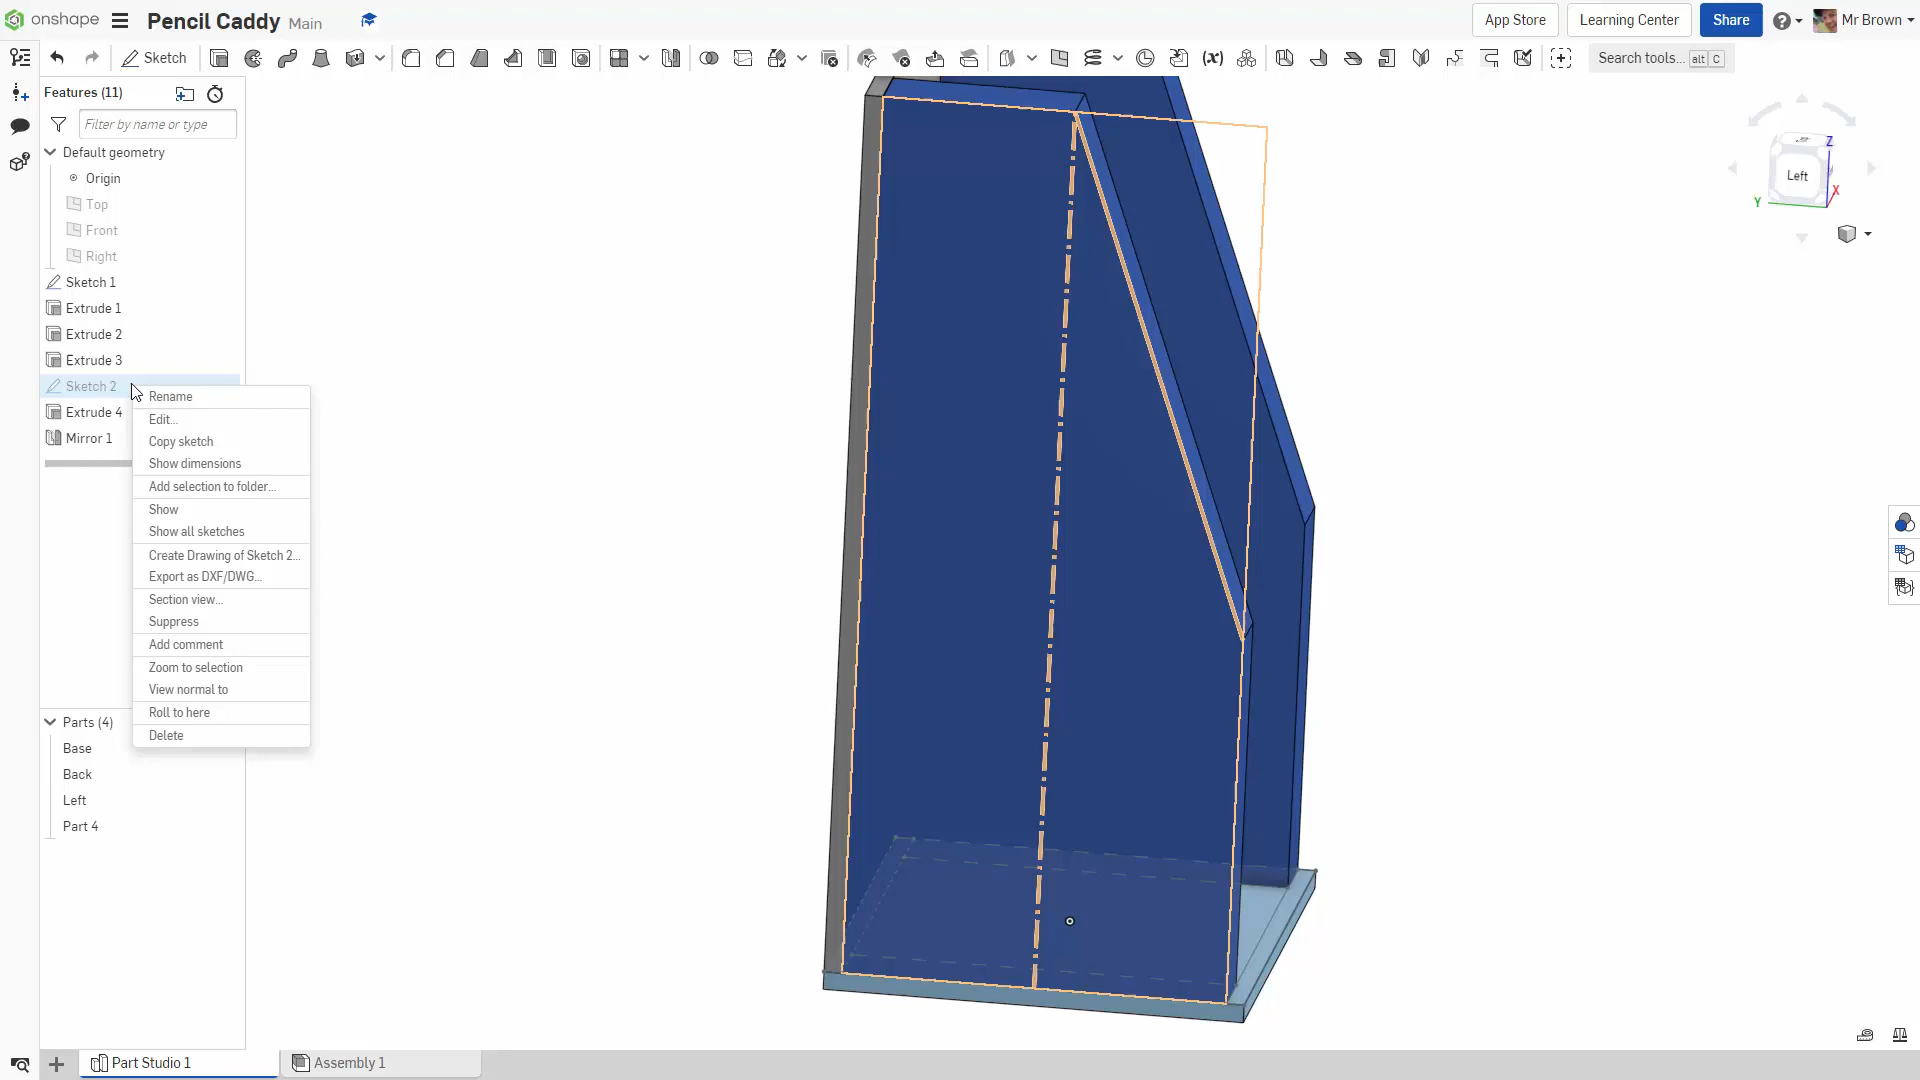 onshape
Pencil Caddy Main
App Store
Learning Center
Share
Mr Brown
Sketch
Search tools... alt C
Features (11)
Filter by name or type
Default geometry
Origin
Top
Front
Right
Sketch 1
Extrude 1
Extrude 2
Extrude 3
Sketch 2
Extrude 4
Mirror 1
Rename
Edit...
Copy sketch
Show dimensions
Add selection to folder...
Show
Show all sketches
Create Drawing of Sketch 2...
Export as DXF/DWG...
Section view...
Suppress
Add comment
Zoom to selection
View normal to
Roll to here
Delete
Parts (4)
Base
Back
Left
Part 4
Z
Left
X
Y
Part Studio 1
Assembly 1